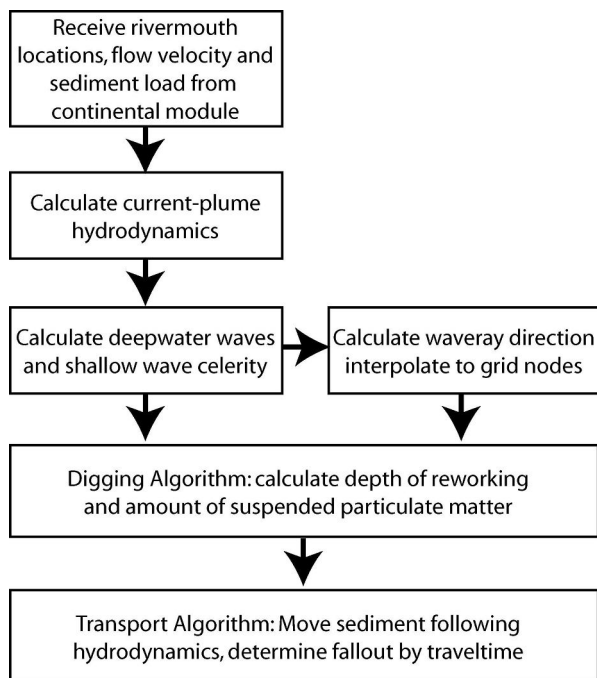 Receive rivermouth
locations, flow velocity and
sediment load from
continental module
Calculate current-plume
hydrodynamics
Calculate deepwater waves
and shallow wave celerity
Calculate waveray direction
interpolate to grid nodes
Digging Algorithm: calculate depth of reworking
and amount of suspended particulate matter
Transport Algorithm: Move sediment following
hydrodynamics, determine fallout by traveltime